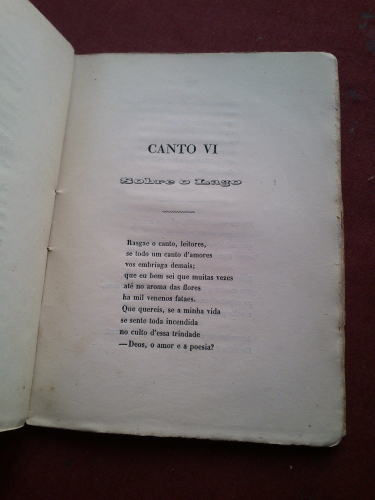 CANTO VI
Sobre o Lago
Rasgae o canto, leitores,
se todo um canto d'amores
vos embriaga demais;
que eu bem sei que muitas vezes
até no aroma das flores
ha mil venenos fataes.
Que quereis, se a minha vida
se sente toda incendida
no culto d'essa trindade
—Deos, o amor e a poesia?